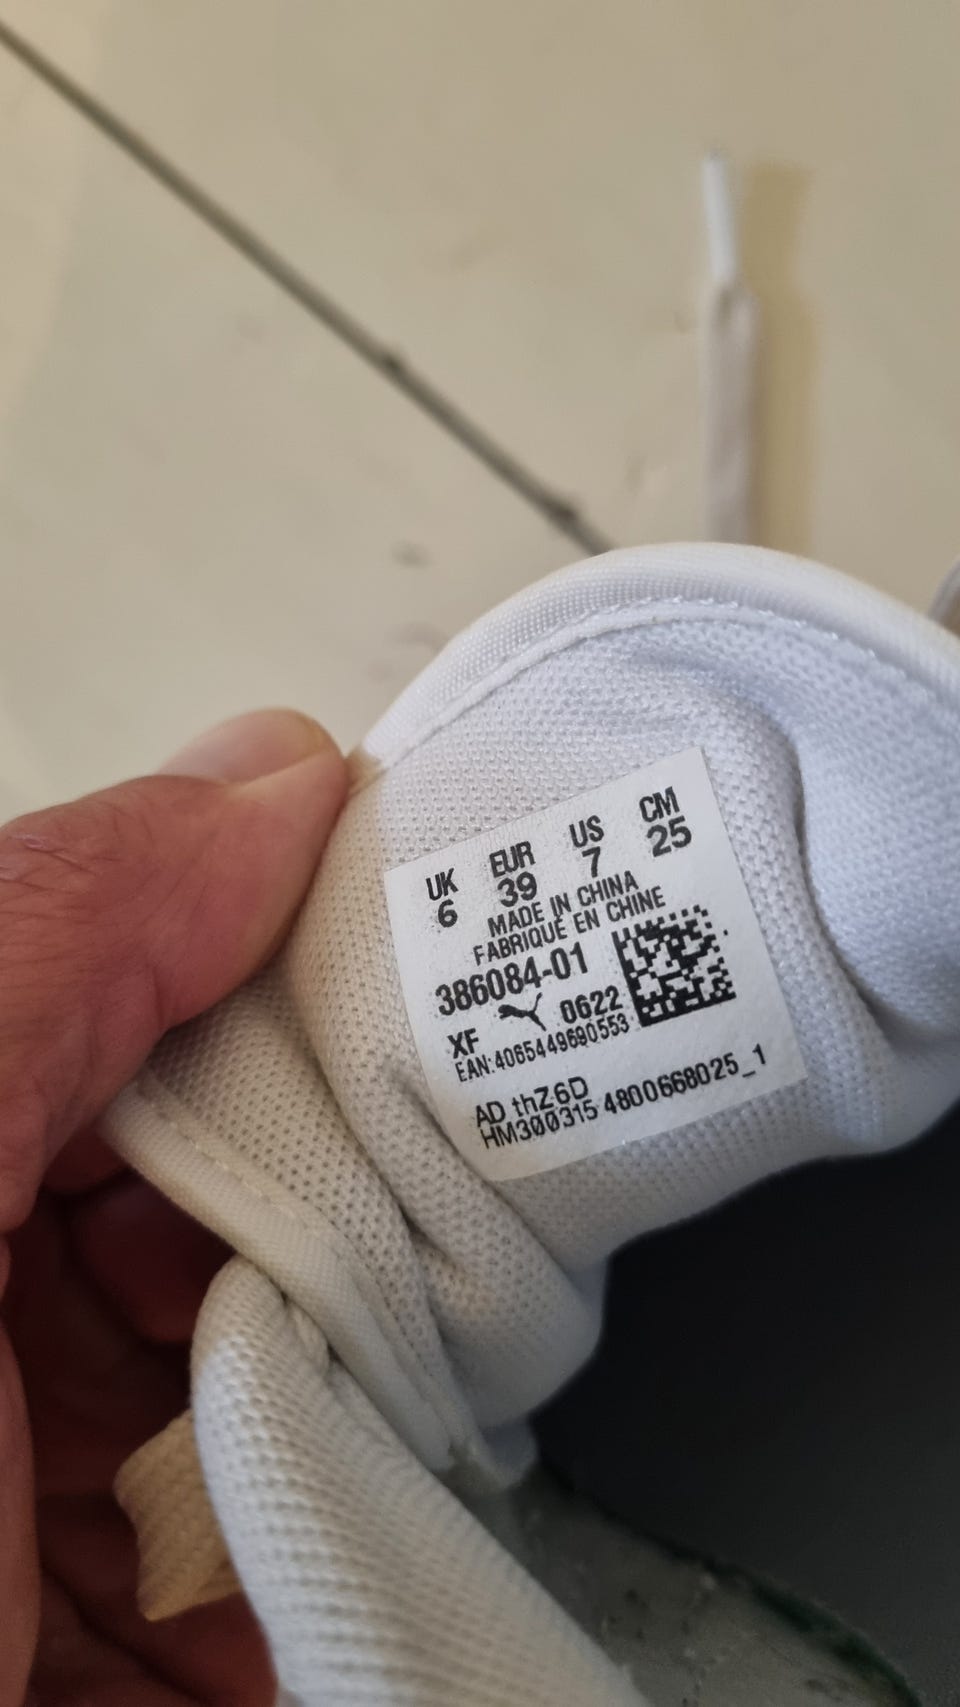 UK EUR US CM
6 39 7 25
MADE IN CHINA
FABRIQUE EN CHINE
386084-01
XF 0622
EAN:4065449690553
AD thZ6D
HM300315 4800668025_1